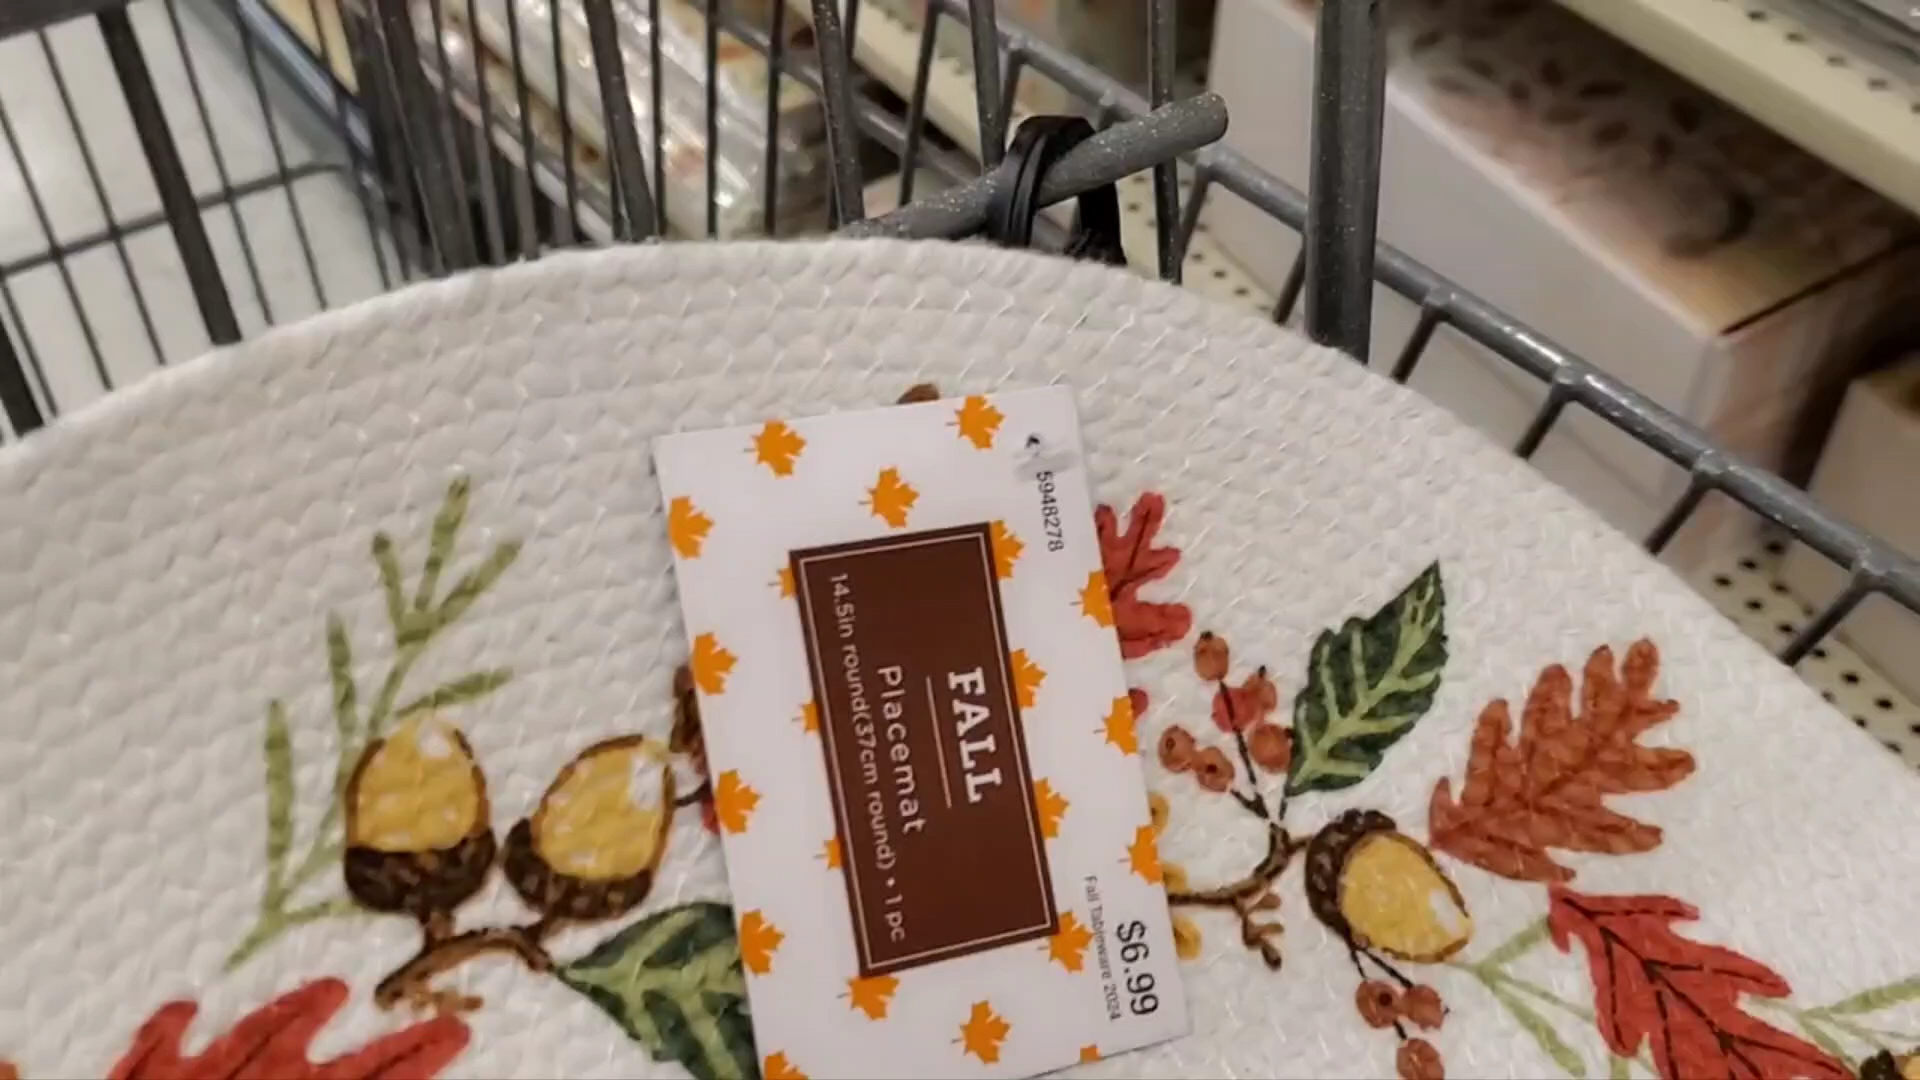 5948278
FALL
Placemat
14.5in round(37cm round) • 1 pc
Fall Tableware 2024
$6.99